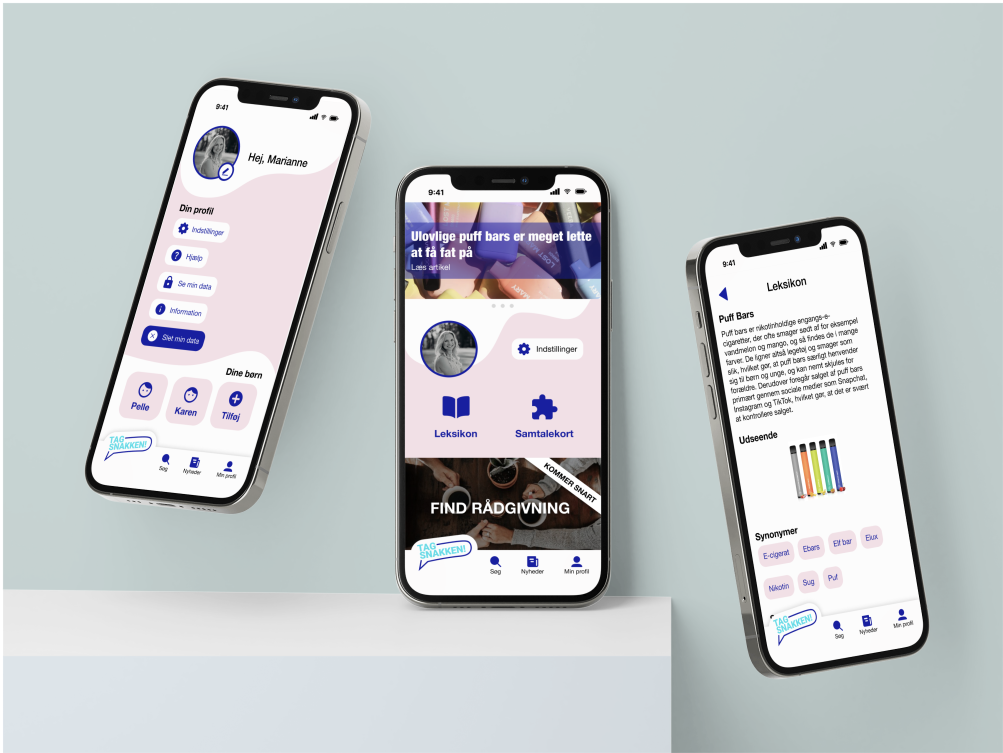 9:41
Hej, Marianne
Din profil
Indstillinger
Hjælp
Se min data
Information
Slet min data
Dine børn
Pelle
Karen
Tilføj
TAG
SNAKKEN!
Søg
Nyheder
Min profil
9:41
Ulovlige puff bars er meget lette
at få fat på
Læs artikel
Indstillinger
Leksikon
Samtalekort
KOMMER SNART
FIND RÅDGIVNING
TAG
SNAKKEN!
Søg
Nyheder
Min profil
9:41
Leksikon
Puff Bars
Puff bars er nikotinholdige engangs-e-
cigaretter, der ofte smager sødt af for eksempel
vandmelon og mango, og så findes de i mange
farver. De ligner altså legetøj og smager som
slik, hvilket gør, at puff bars særligt henvender
sig til børn og unge, og kan nemt skjules for
forældre. Derudover foregår salget af puff bars
primært gennem sociale medier som Snapchat,
Instagram og TikTok, hvilket gør, at det er svært
at kontrollere salget.
Udseende
Synonymer
E-cigerat
Ebars
Elf bar
Elux
Nikotin
Sug
Puf
TAG
SNAKKEN!
Søg
Nyheder
Min profil